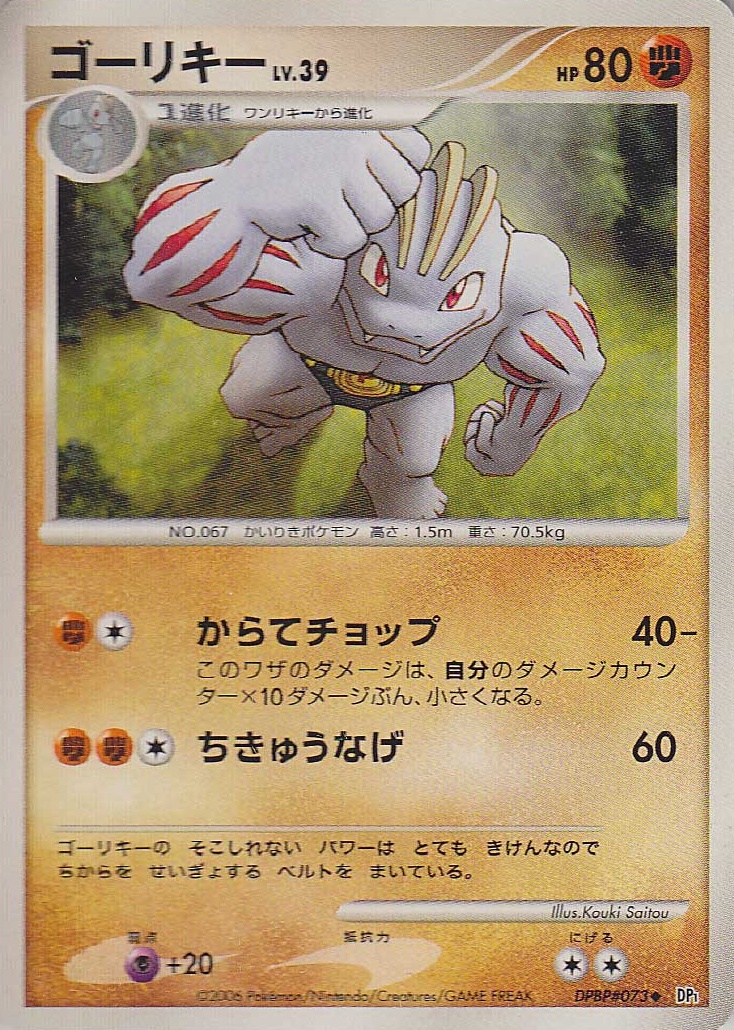 ゴーリキー LV.39 HP 80
1進化 ワンリキーから進化
NO.067 かいりきポケモン 高さ:1.5m 重さ:70.5kg
からてチョップ 40−
このワザのダメージは、自分のダメージカウン
ター×10ダメージぶん、小さくなる。
ちきゅうなげ 60
ゴーリキーの そこしれない パワーは とても きけんなので
ちからを せいぎょする ベルトを まいている。
Illus.Kouki Saitou
弱点 抵抗力 にげる
+20
©2006 Pokémon/Nintendo/Creatures/GAME FREAK DPBP#073◆ DP1